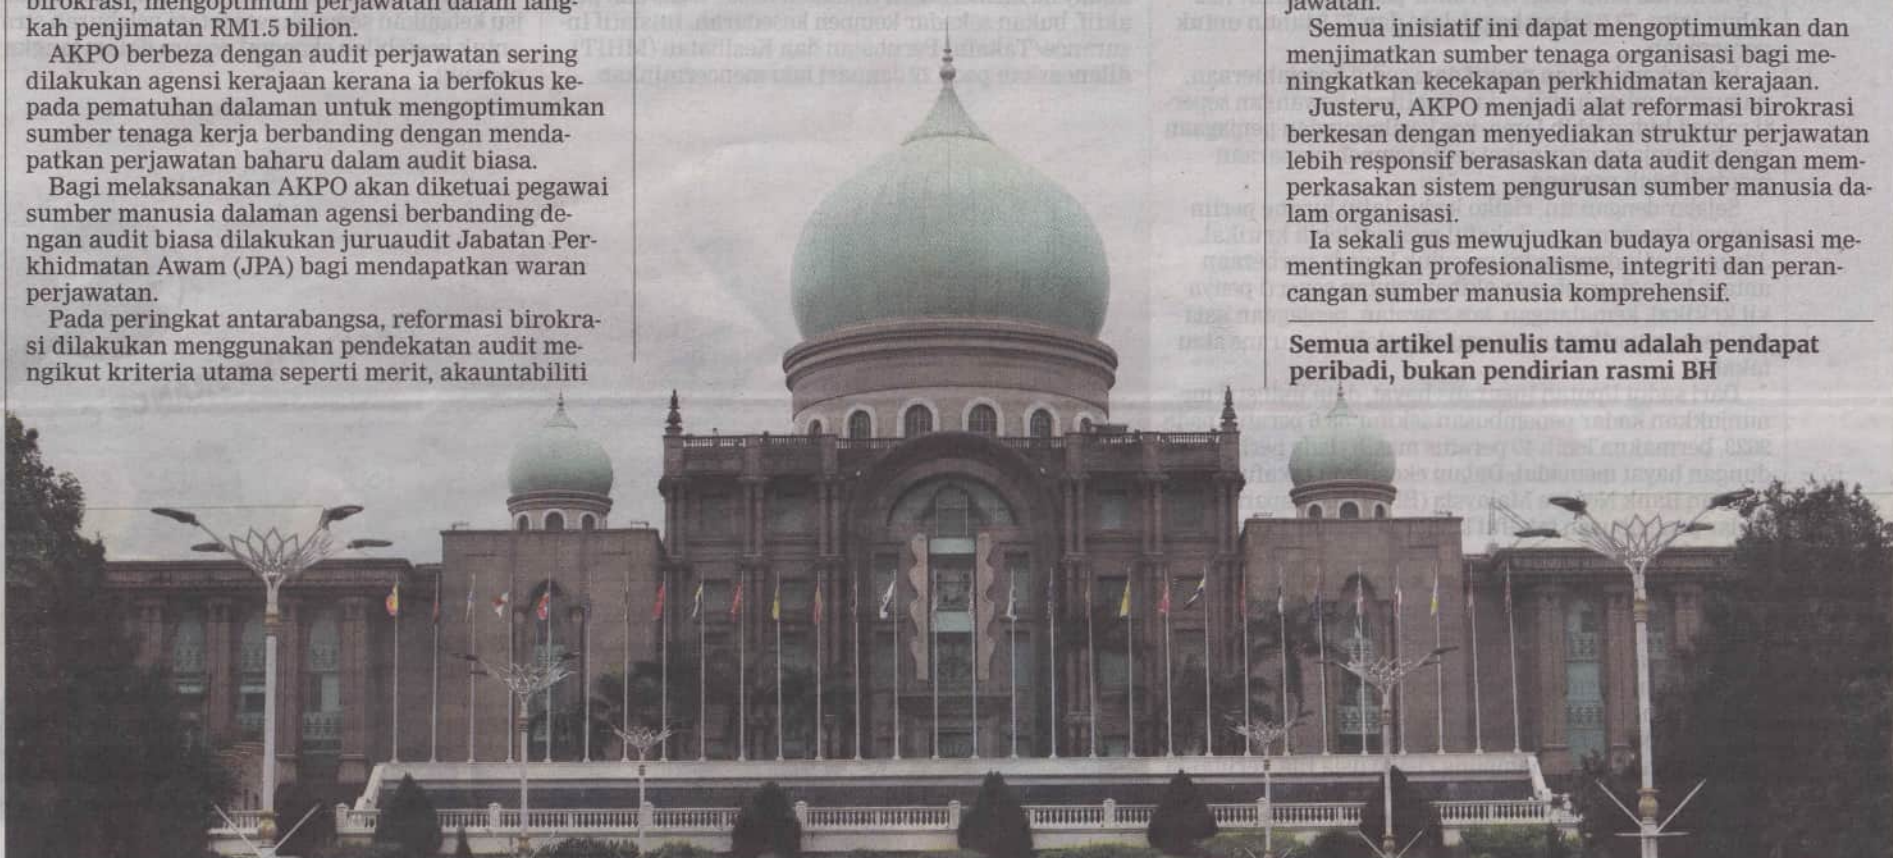 birokrasi, mengoptimum perjawatan dalam lang-
kah penjimatan RM1.5 bilion.
AKPO berbeza dengan audit perjawatan sering
dilakukan agensi kerajaan kerana ia berfokus ke-
pada pematuhan dalaman untuk mengoptimumkan
sumber tenaga kerja berbanding dengan menda-
patkan perjawatan baharu dalam audit biasa.
Bagi melaksanakan AKPO akan diketuai pegawai
sumber manusia dalaman agensi berbanding de-
ngan audit biasa dilakukan juruaudit Jabatan Per-
khidmatan Awam (JPA) bagi mendapatkan waran
perjawatan.
Pada peringkat antarabangsa, reformasi birokra-
si dilakukan menggunakan pendekatan audit me-
ngikut kriteria utama seperti merit, akauntabiliti
jawatan.
Semua inisiatif ini dapat mengoptimumkan dan
menjimatkan sumber tenaga organisasi bagi me-
ningkatkan kecekapan perkhidmatan kerajaan.
Justeru, AKPO menjadi alat reformasi birokrasi
berkesan dengan menyediakan struktur perjawatan
lebih responsif berasaskan data audit dengan mem-
perkasakan sistem pengurusan sumber manusia da-
lam organisasi.
Ia sekali gus mewujudkan budaya organisasi me-
mentingkan profesionalisme, integriti dan peran-
cangan sumber manusia komprehensif.
Semua artikel penulis tamu adalah pendapat
peribadi, bukan pendirian rasmi BH